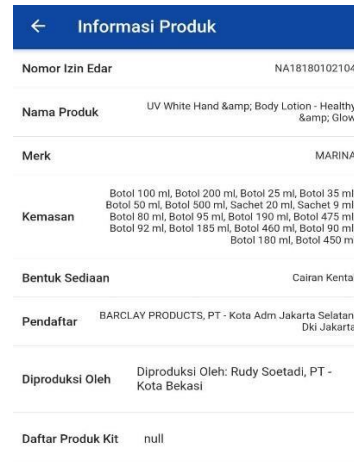 Informasi Produk
Nomor Izin Edar NA18180102104
Nama Produk UV White Hand &amp; Body Lotion - Healthy
&amp; Glow
Merk MARINA
Botol 100 ml, Botol 200 ml, Botol 25 ml, Botol 35 ml
Botol 50 ml, Botol 500 ml, Sachet 20 ml, Sachet 9 ml
Kemasan Botol 80 ml, Botol 95 ml, Botol 190 ml, Botol 475 ml
Botol 92 ml, Botol 185 ml, Botol 460 ml, Botol 90 ml
Botol 180 ml, Botol 450 m
Bentuk Sediaan Cairan Kenta
Pendaftar BARCLAY PRODUCTS, PT - Kota Adm Jakarta Selatan
Dki Jakarta
Diproduksi Oleh Diproduksi Oleh: Rudy Soetadi, PT -
Kota Bekasi
Daftar Produk Kit null